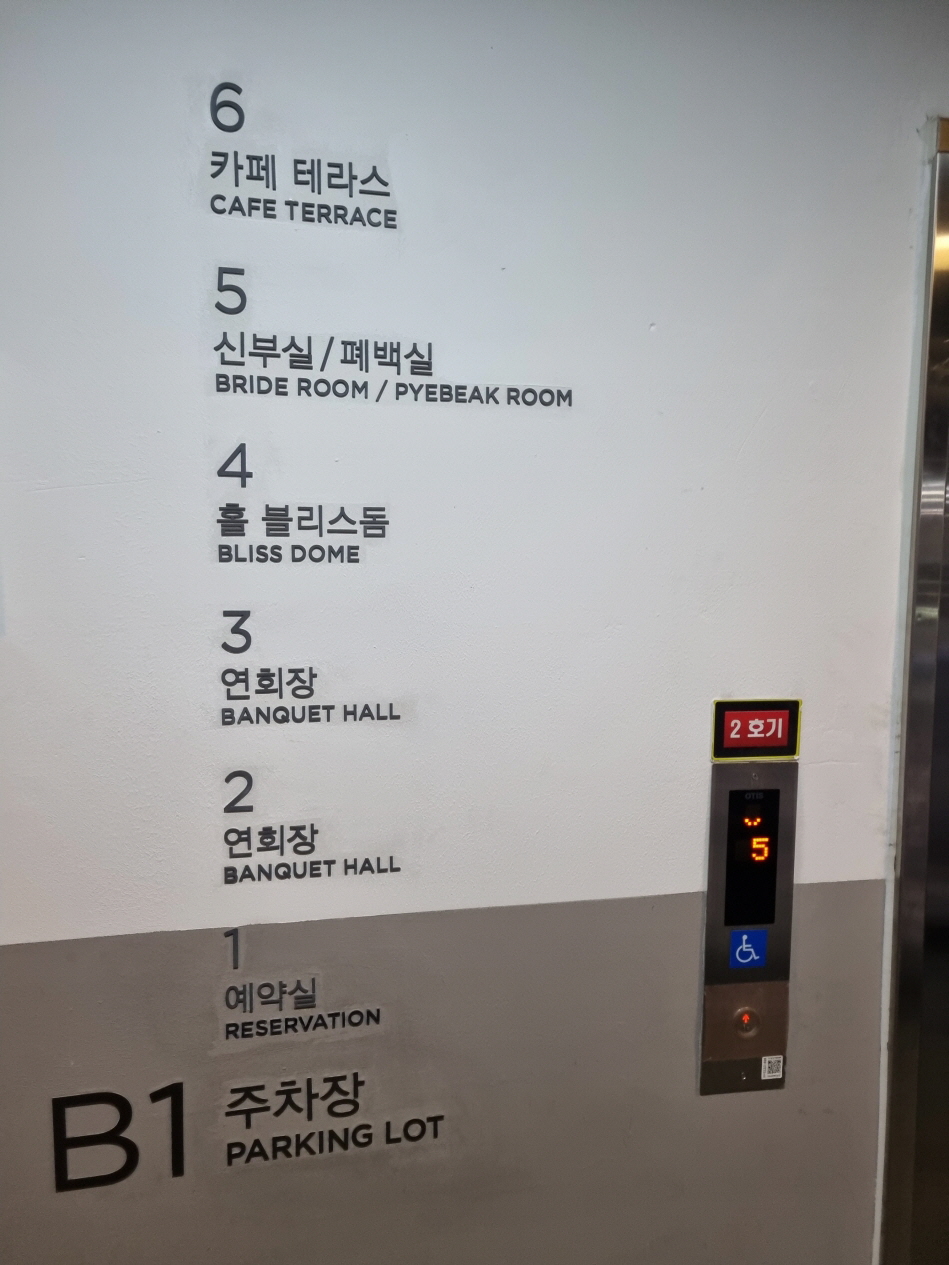 6
카페 테라스
CAFE TERRACE
5
신부실/폐백실
BRIDE ROOM / PYEBEAK ROOM
4
홀 블리스돔
BLISS DOME
3
연회장
BANQUET HALL
2
연회장
BANQUET HALL
1
예약실
RESERVATION
B1 주차장
PARKING LOT
2 호기
OTIS
5